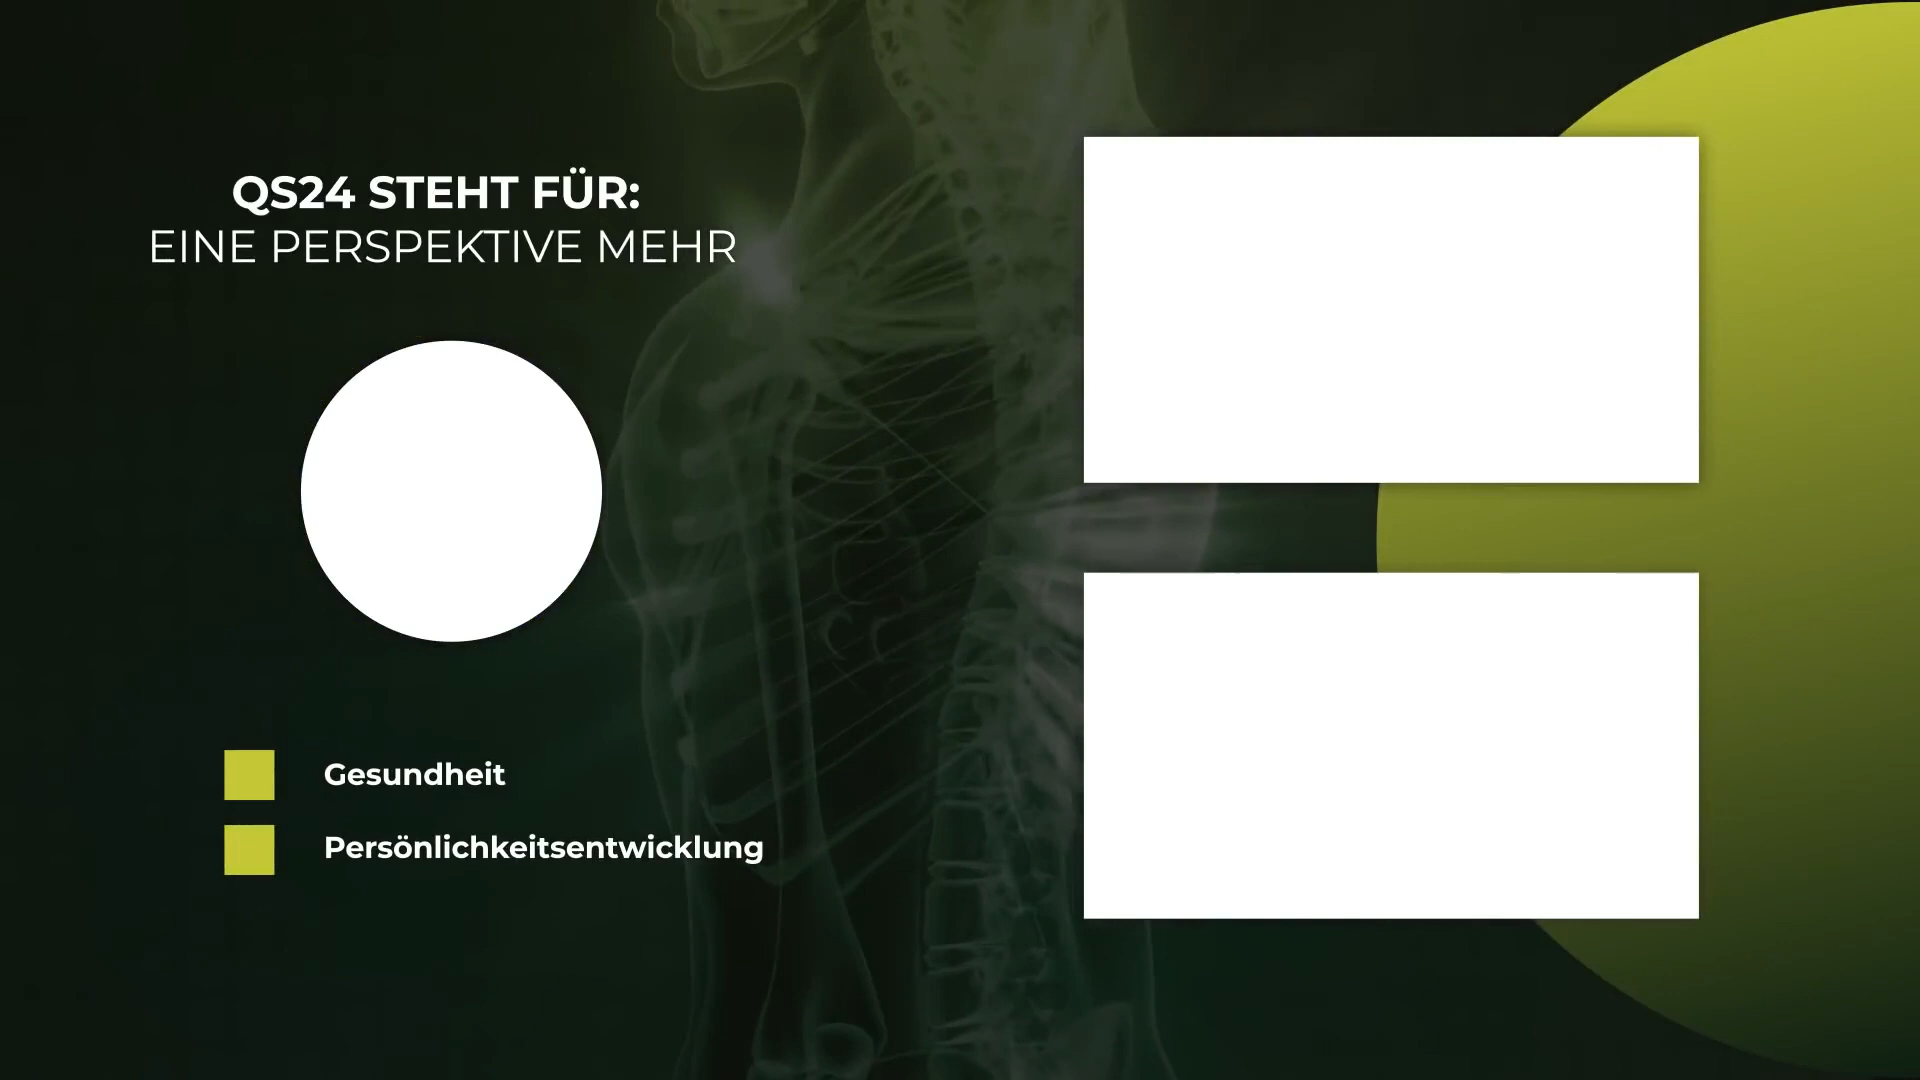 QS24 STEHT FÜR:
EINE PERSPEKTIVE MEHR
Gesundheit
Persönlichkeitsentwicklung